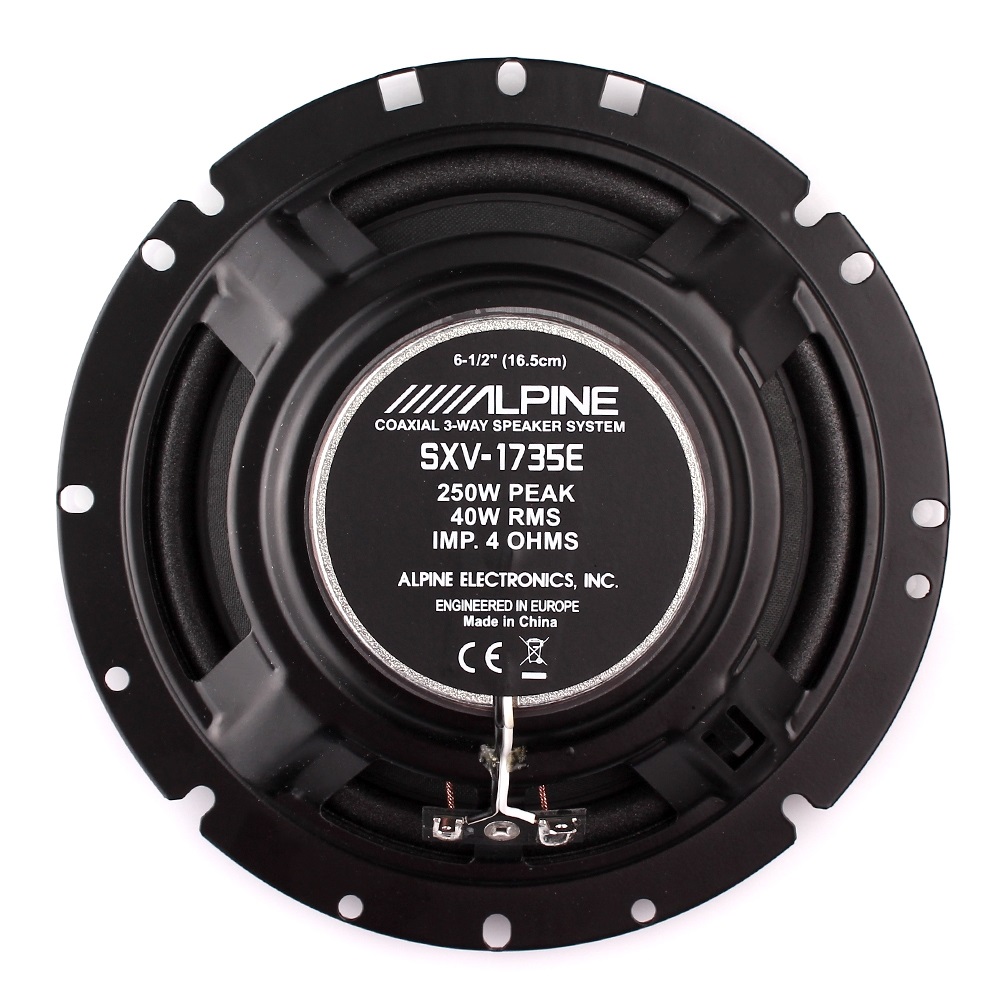 6-1/2" (16.5cm)
ALPINE
COAXIAL 3-WAY SPEAKER SYSTEM
SXV-1735E
250W PEAK
40W RMS
IMP. 4 OHMS
ALPINE ELECTRONICS, INC.
ENGINEERED IN EUROPE
Made in China
CE